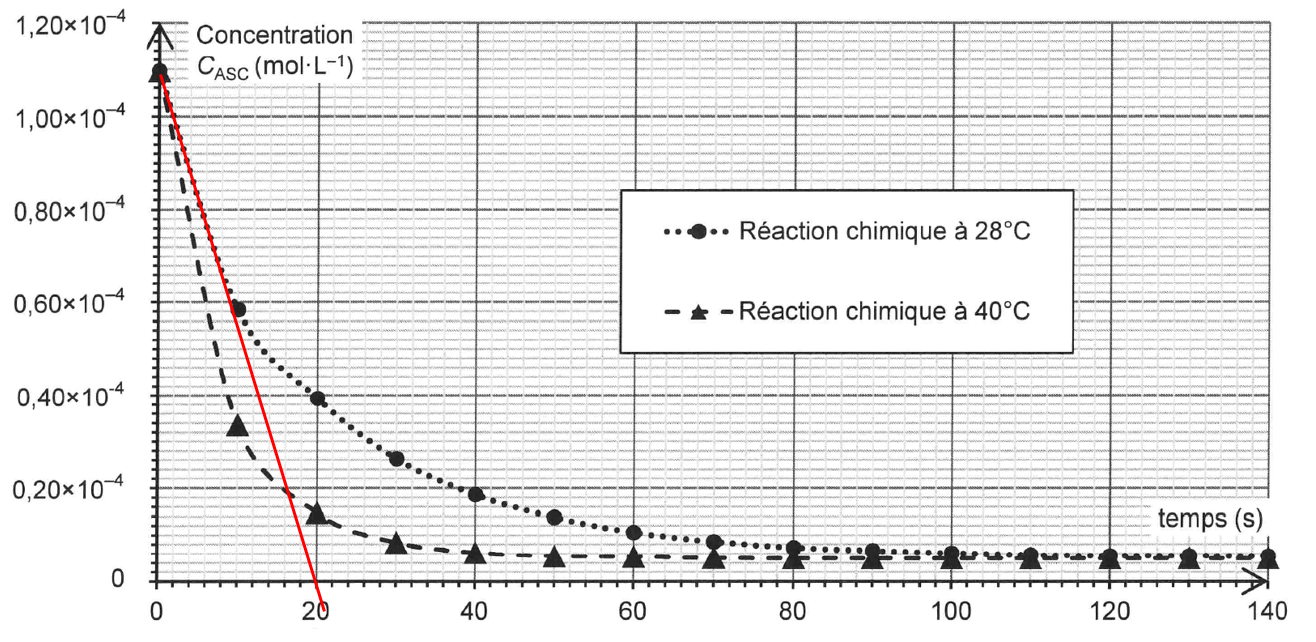 1,20×10⁻⁴
Concentration
C_ASC (mol·L⁻¹)
1,00×10⁻⁴
0,80×10⁻⁴
Réaction chimique à 28°C
0,60×10⁻⁴
Réaction chimique à 40°C
0,40×10⁻⁴
0,20×10⁻⁴
temps (s)
0
0 20 40 60 80 100 120 140